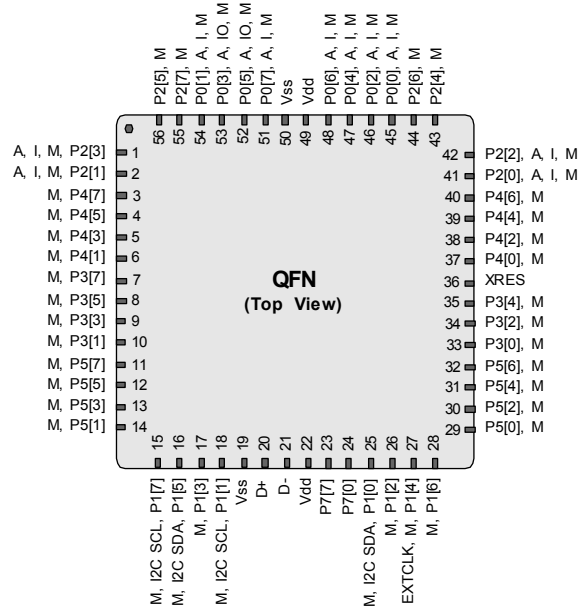 P2[5], M
P2[7], M
P0[1], A, I, M
P0[3], A, IO, M
P0[5], A, IO, M
P0[7], A, I, M
Vss
Vdd
P0[6], A, I, M
P0[4], A, I, M
P0[2], A, I, M
P0[0], A, I, M
P2[6], M
P2[4], M
56
55
54
53
52
51
50
49
48
47
46
45
44
43
A, I, M, P2[3] 1
A, I, M, P2[1] 2
M, P4[7] 3
M, P4[5] 4
M, P4[3] 5
M, P4[1] 6
M, P3[7] 7
M, P3[5] 8
M, P3[3] 9
M, P3[1] 10
M, P5[7] 11
M, P5[5] 12
M, P5[3] 13
M, P5[1] 14
QFN
(Top View)
42 P2[2], A, I, M
41 P2[0], A, I, M
40 P4[6], M
39 P4[4], M
38 P4[2], M
37 P4[0], M
36 XRES
35 P3[4], M
34 P3[2], M
33 P3[0], M
32 P5[6], M
31 P5[4], M
30 P5[2], M
29 P5[0], M
15
16
17
18
19
20
21
22
23
24
25
26
27
28
M, I2C SCL, P1[7]
M, I2C SDA, P1[5]
M, P1[3]
M, I2C SCL, P1[1]
Vss
D+
D-
Vdd
P7[7]
P7[0]
M, I2C SDA, P1[0]
M, P1[2]
EXTCLK, M, P1[4]
M, P1[6]